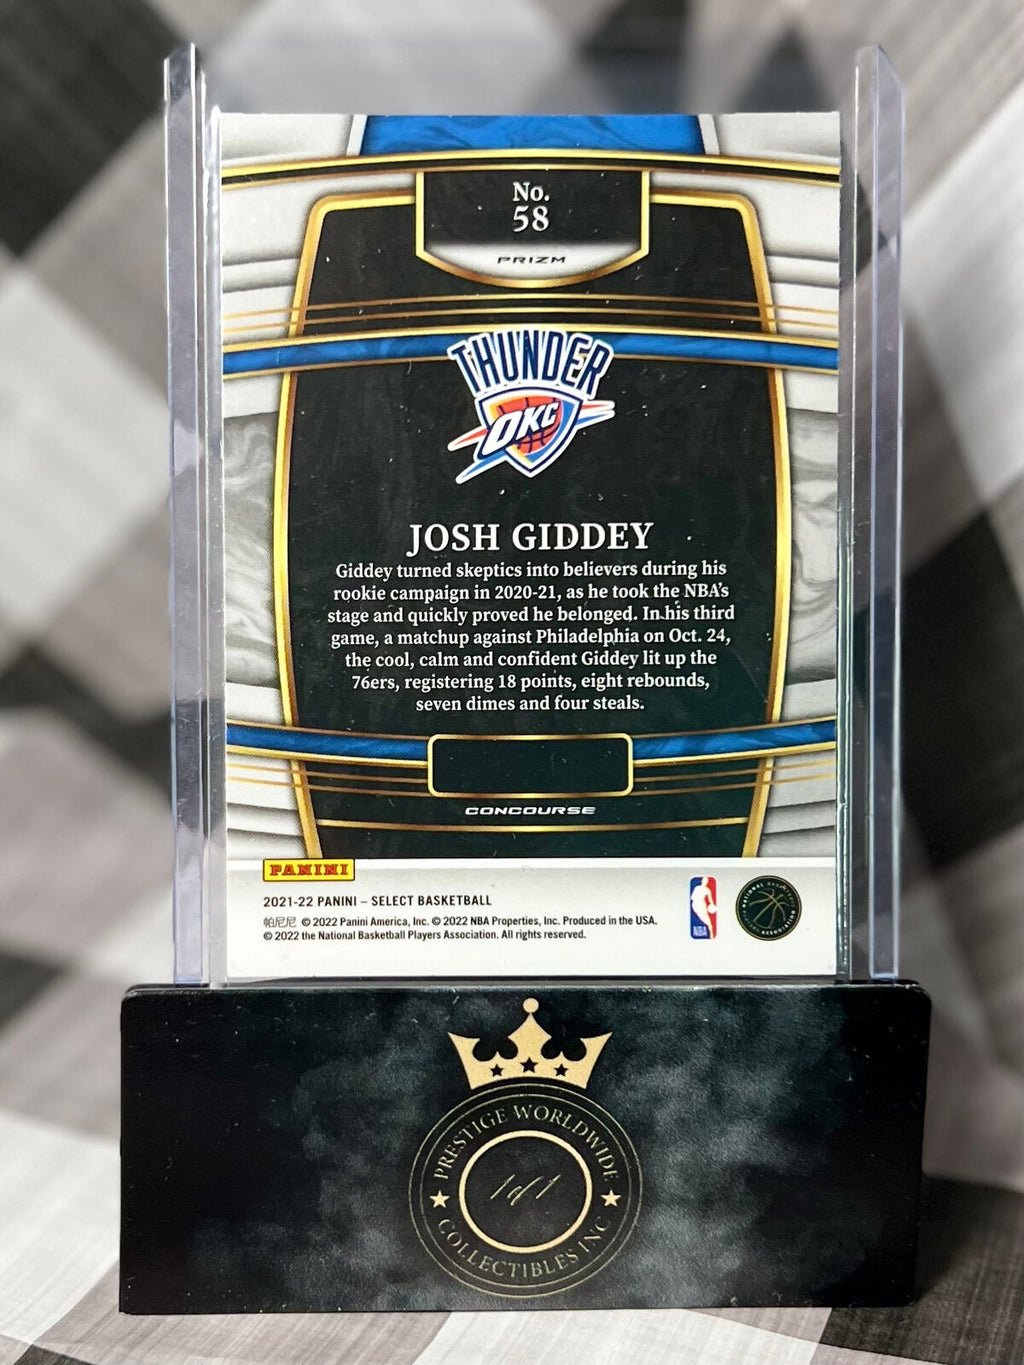 No.
58
PRIZM
THUNDER
OKC
JOSH GIDDEY
Giddey turned skeptics into believers during his
rookie campaign in 2020-21, as he took the NBA's
stage and quickly proved he belonged. In his third
game, a matchup against Philadelphia on Oct. 24,
the cool, calm and confident Giddey lit up the
76ers, registering 18 points, eight rebounds,
seven dimes and four steals.
CONCOURSE
PANINI
2021-22 PANINI – SELECT BASKETBALL
帕尼尼 © 2022 Panini America, Inc. © 2022 NBA Properties, Inc. Produced in the USA.
© 2022 the National Basketball Players Association. All rights reserved.
NBA
NATIONAL BASKETBALL
PLAYERS ASSOCIATION
PRESTIGE WORLDWIDE
1 of 1
COLLECTIBLES INC